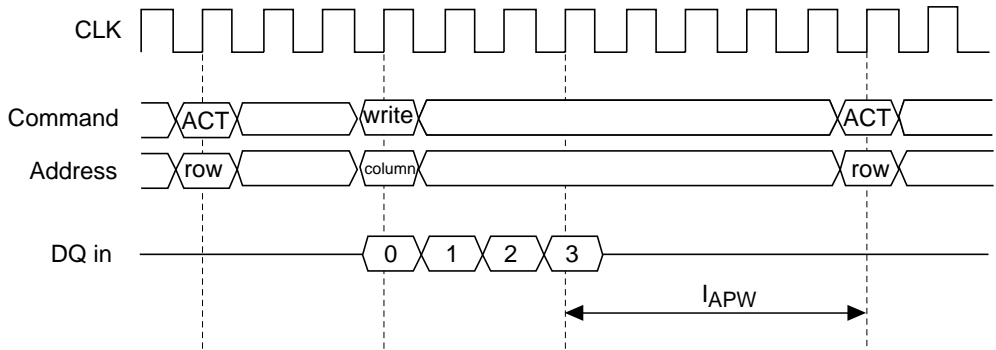 CLK
Command ACT write ACT
Address row column row
DQ in 0 1 2 3
IAPW